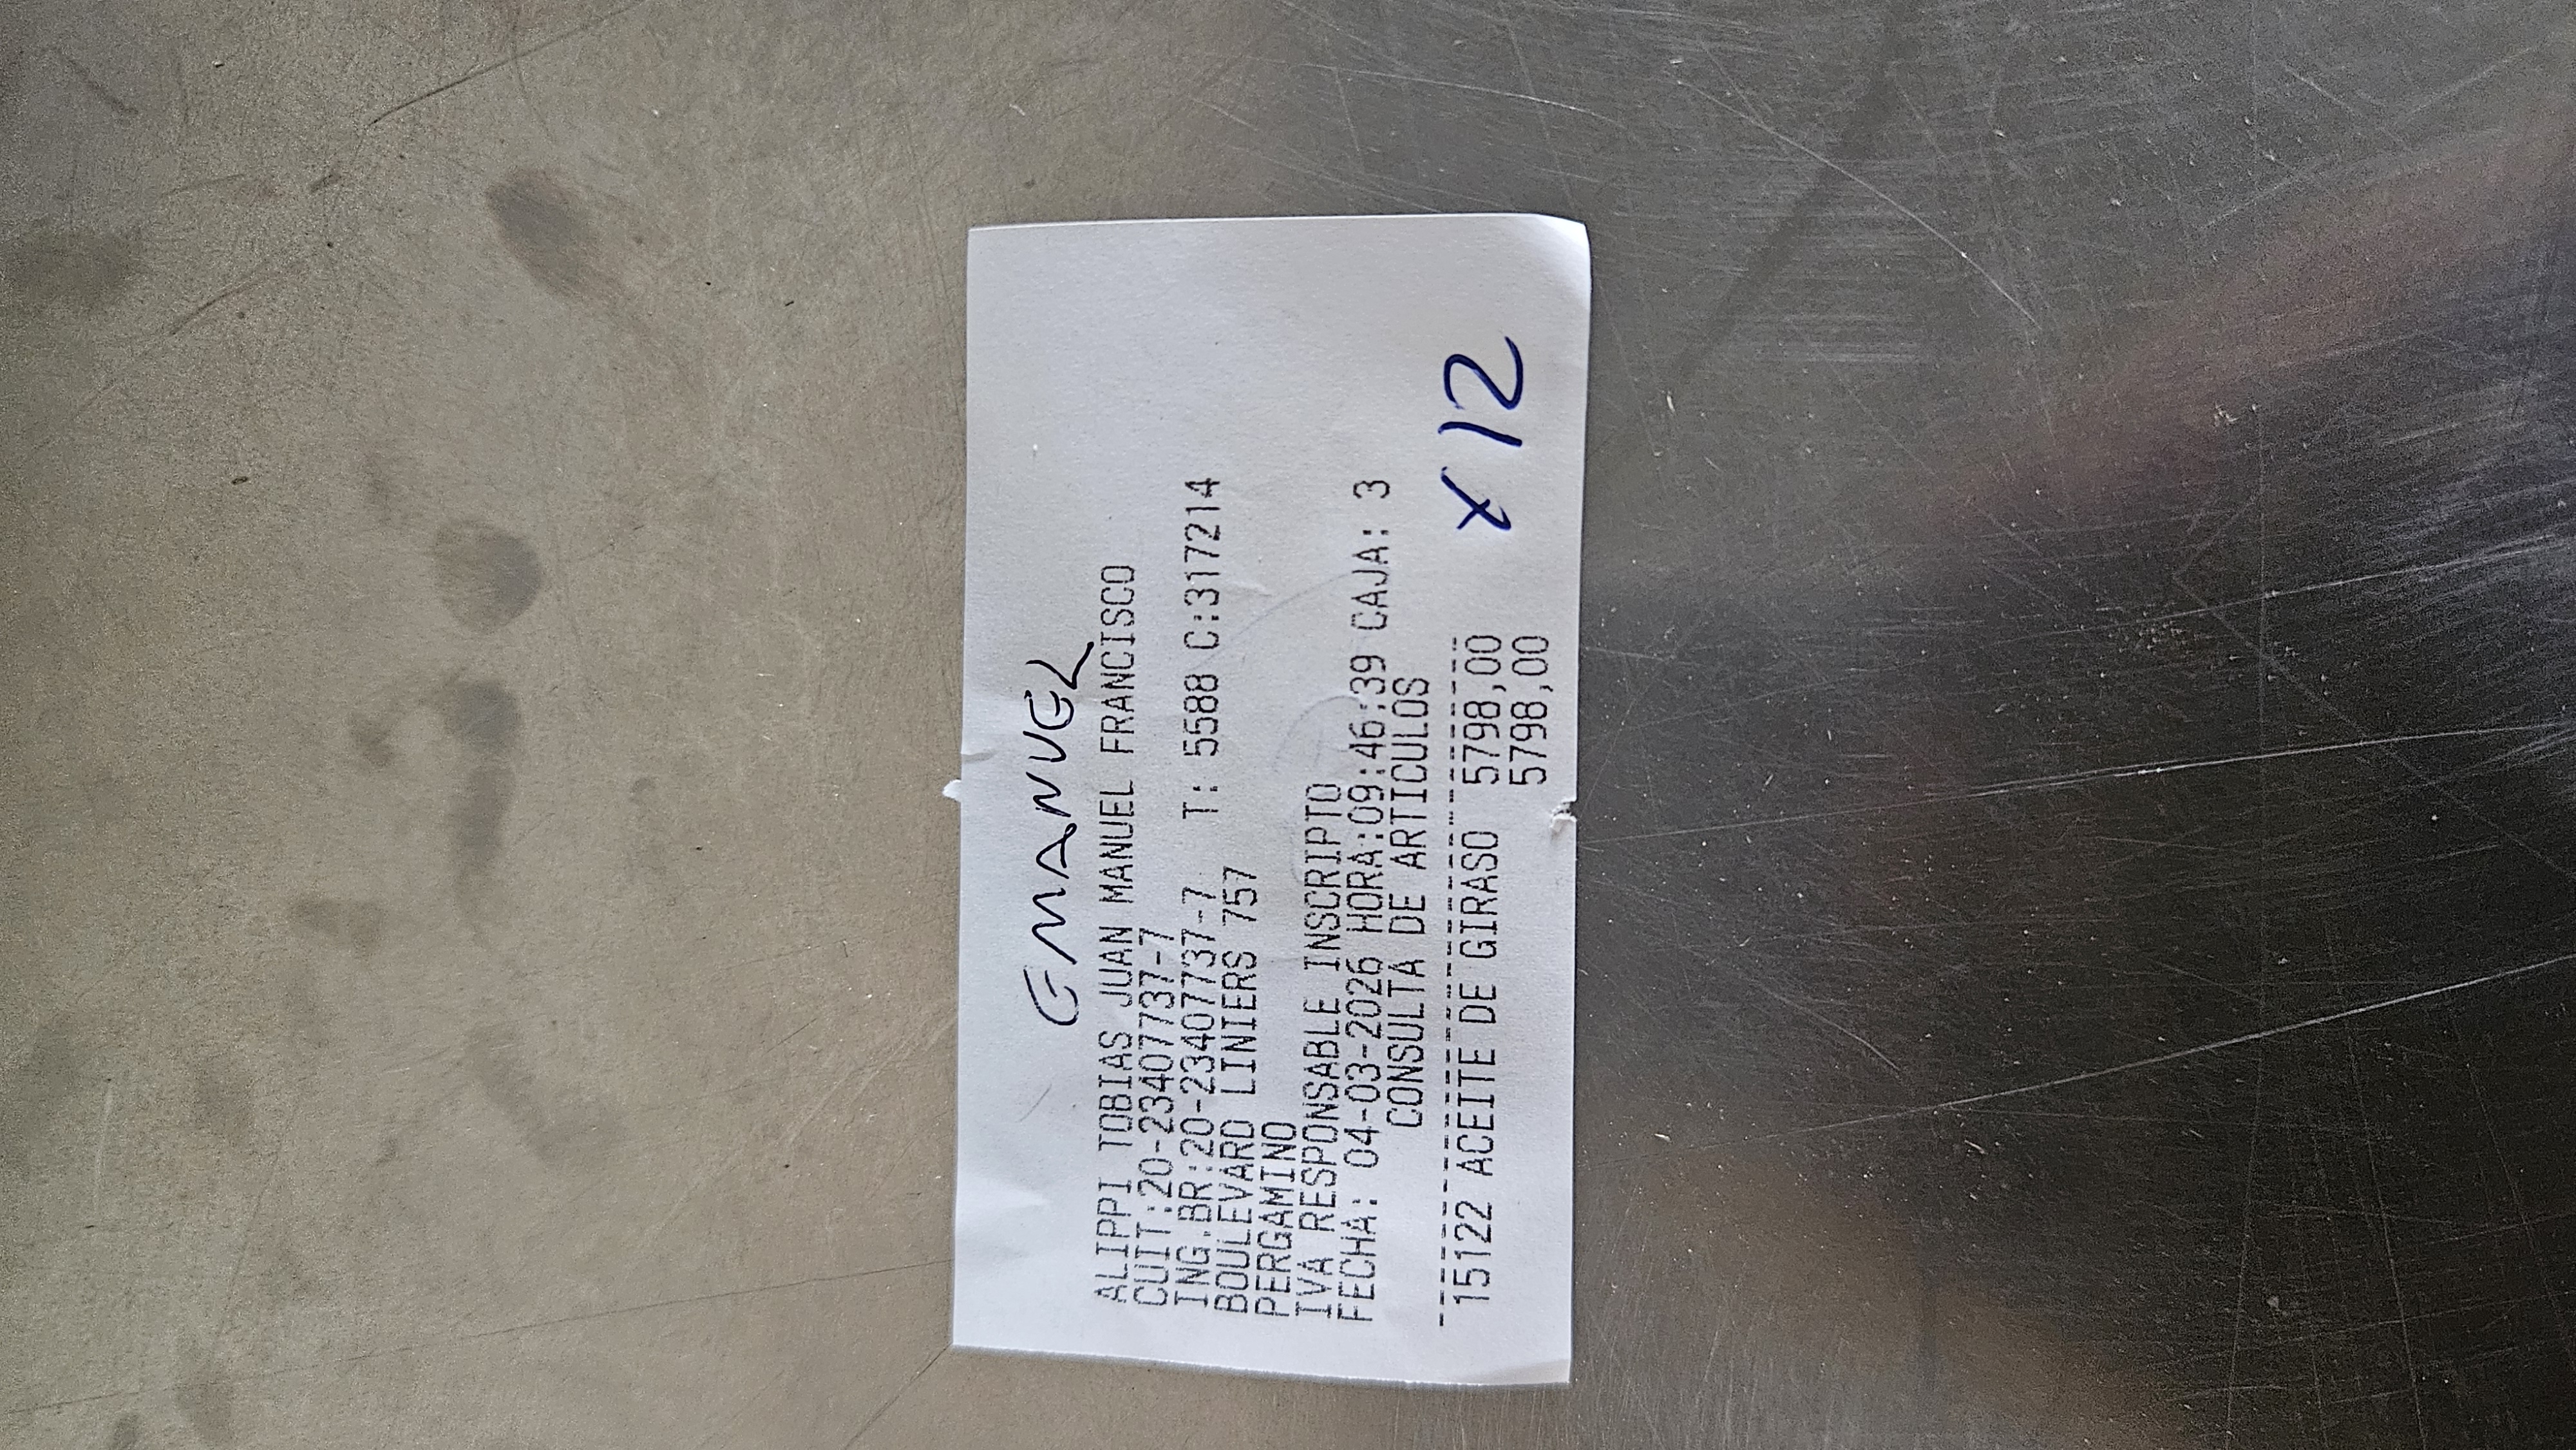 EMANUEL
ALIPPI TOBIAS JUAN MANUEL FRANCISCO
CUIT:20-23407737-7
ING.BR:20-23407737-7 T: 5588 C:317214
BOULEVARD LINIERS 757
PERGAMINO
IVA RESPONSABLE INSCRIPTO
FECHA: 04-03-2026 HORA:09:46:39 CAJA: 3
CONSULTA DE ARTICULOS
15122 ACEITE DE GIRASO 5798,00 x 12
5798,00